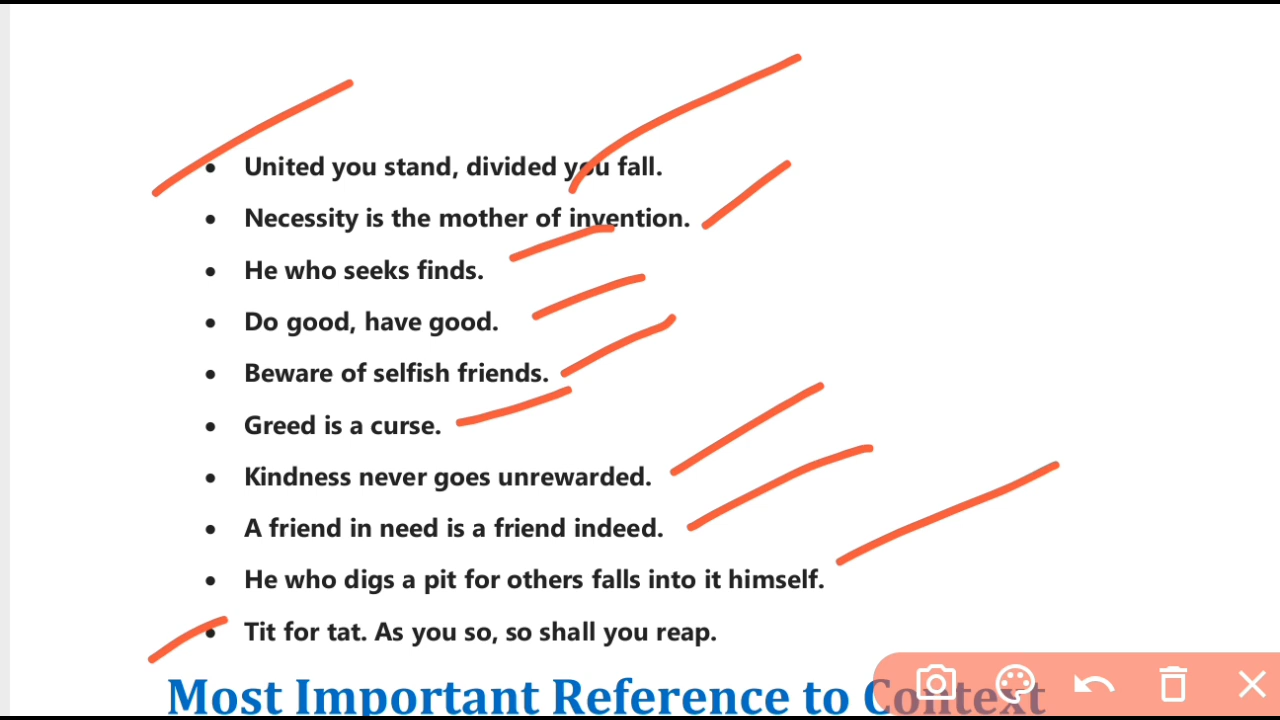 • United you stand, divided you fall.
• Necessity is the mother of invention.
• He who seeks finds.
• Do good, have good.
• Beware of selfish friends.
• Greed is a curse.
• Kindness never goes unrewarded.
• A friend in need is a friend indeed.
• He who digs a pit for others falls into it himself.
• Tit for tat. As you so, so shall you reap.
Most Important Reference to Context